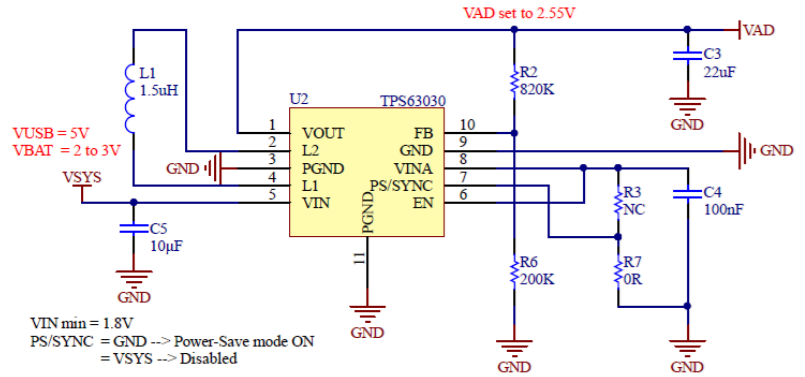 VAD set to 2.55V
VAD
L1
1.5uH
R2
820K
C3
22uF
GND
U2
TPS63030
VUSB = 5V
VBAT = 2 to 3V
VSYS
1
VOUT
FB
10
2
L2
GND
9
GND
GND
3
PGND
VINA
8
4
L1
PS/SYNC
7
5
VIN
EN
6
PGND
11
R3
NC
C4
100nF
C5
10µF
GND
R6
200K
R7
0R
GND
GND
GND
VIN min = 1.8V
PS/SYNC = GND --> Power-Save mode ON
= VSYS --> Disabled